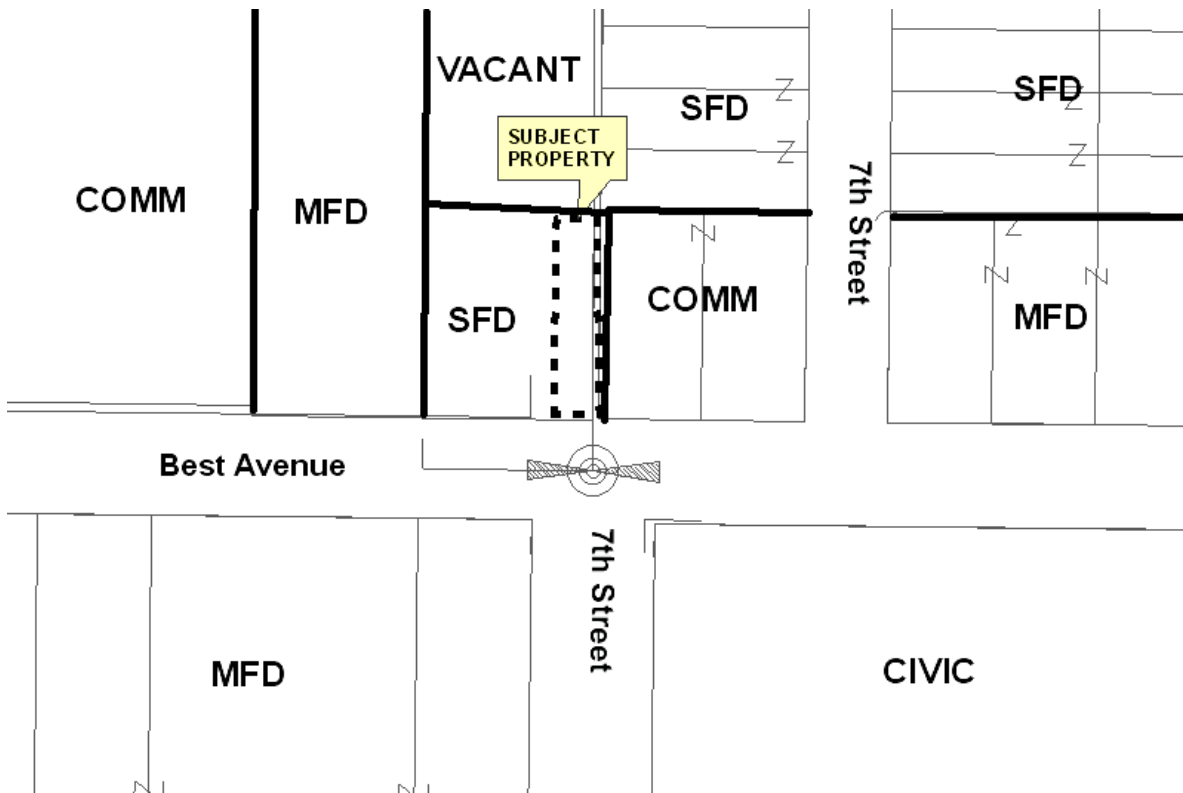 VACANT
SFD
SFD
SUBJECT
PROPERTY
COMM
MFD
7th Street
SFD
COMM
MFD
Best Avenue
7th Street
MFD
CIVIC